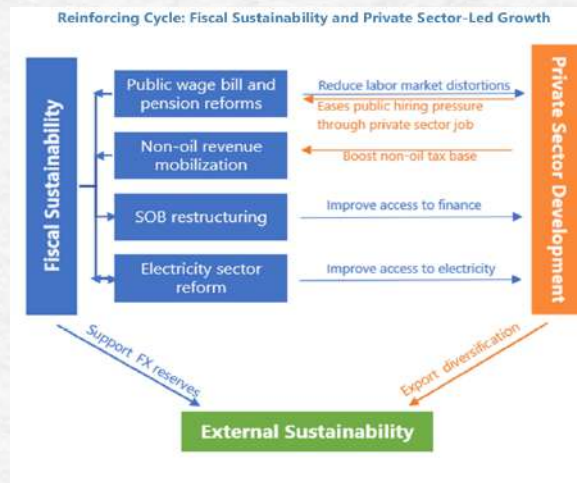 Reinforcing Cycle: Fiscal Sustainability and Private Sector-Led Growth
Fiscal Sustainability
Public wage bill and
pension reforms
Reduce labor market distortions
Eases public hiring pressure
through private sector job
Non-oil revenue
mobilization
Boost non-oil tax base
SOB restructuring
Improve access to finance
Electricity sector
reform
Improve access to electricity
Private Sector Development
Support FX reserves
Export diversification
External Sustainability